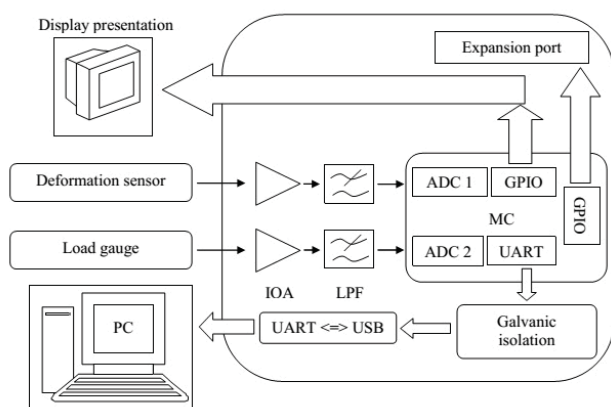 Display presentation
Expansion port
Deformation sensor
ADC 1
GPIO
GPIO
MC
Load gauge
ADC 2
UART
IOA
LPF
PC
UART <=> USB
Galvanic
isolation